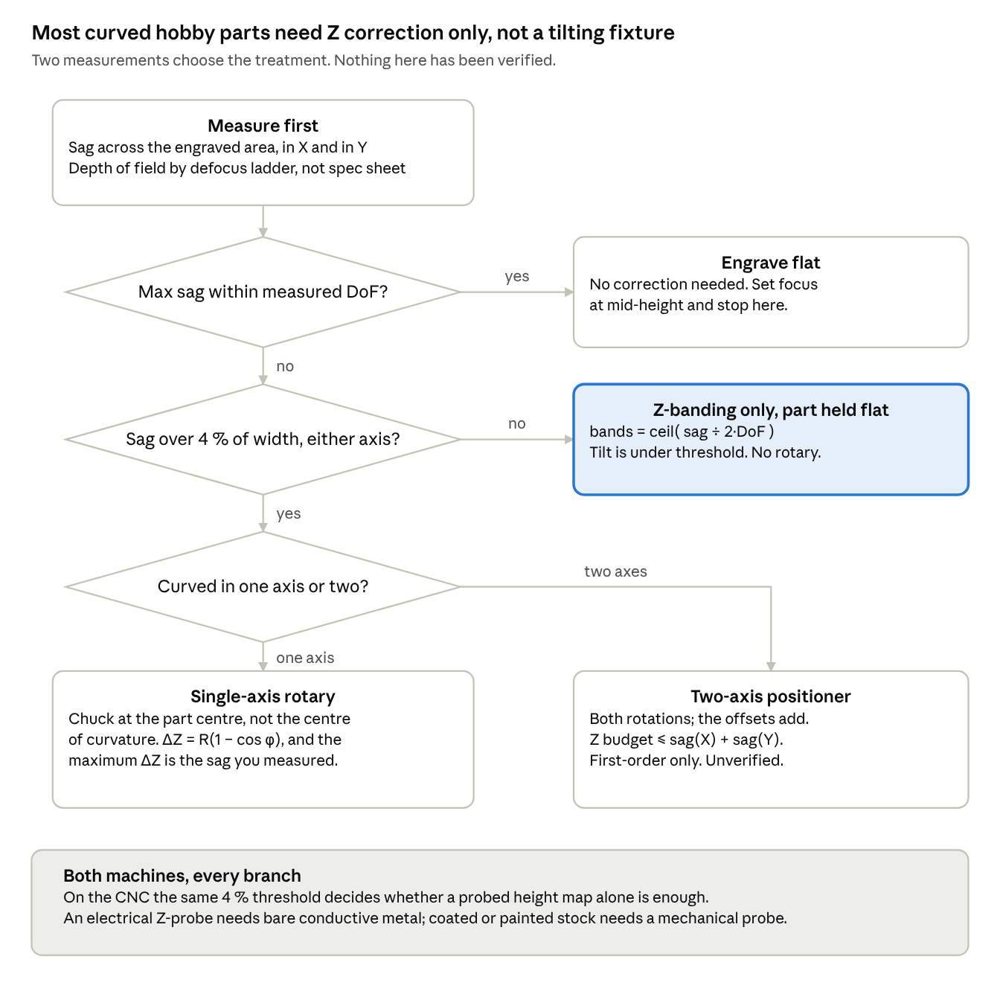 Most curved hobby parts need Z correction only, not a tilting fixture
Two measurements choose the treatment. Nothing here has been verified.
Measure first
Sag across the engraved area, in X and in Y
Depth of field by defocus ladder, not spec sheet
Max sag within measured DoF?
yes
Engrave flat
No correction needed. Set focus
at mid-height and stop here.
no
Sag over 4 % of width, either axis?
no
Z-banding only, part held flat
bands = ceil( sag ÷ 2·DoF )
Tilt is under threshold. No rotary.
yes
Curved in one axis or two?
two axes
one axis
Single-axis rotary
Chuck at the part centre, not the centre
of curvature. ΔZ = R(1 − cos φ), and the
maximum ΔZ is the sag you measured.
Two-axis positioner
Both rotations; the offsets add.
Z budget ⩽ sag(X) + sag(Y).
First-order only. Unverified.
Both machines, every branch
On the CNC the same 4 % threshold decides whether a probed height map alone is enough.
An electrical Z-probe needs bare conductive metal; coated or painted stock needs a mechanical probe.